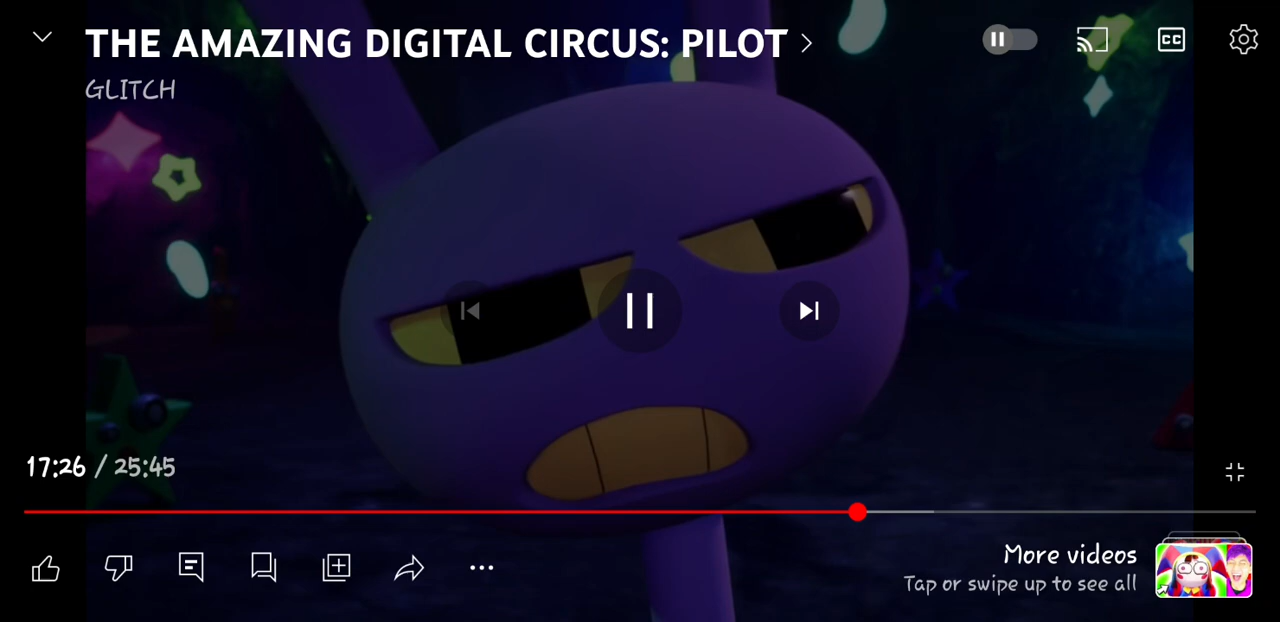 THE AMAZING DIGITAL CIRCUS: PILOT
GLITCH
CC
17:26 / 25:45
More videos
Tap or swipe up to see all